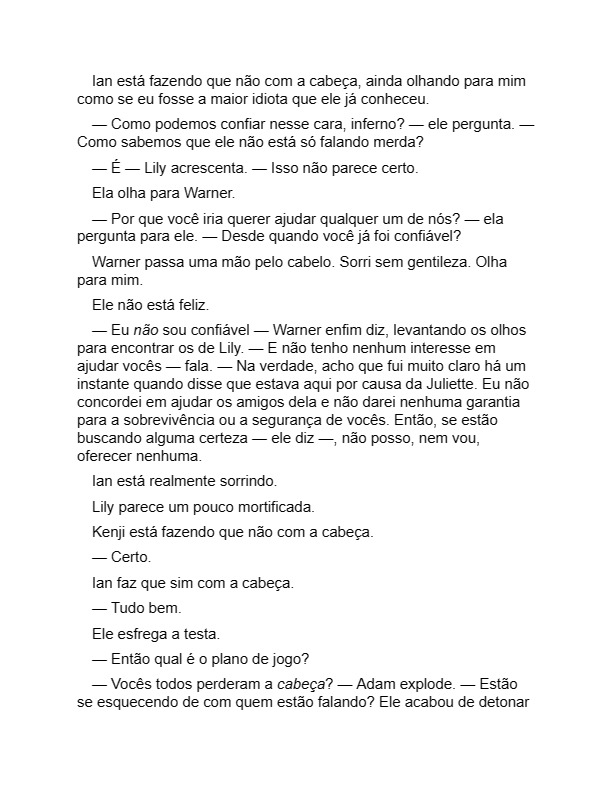 Ian está fazendo que não com a cabeça, ainda olhando para mim
como se eu fosse a maior idiota que ele já conheceu.
— Como podemos confiar nesse cara, inferno? — ele pergunta. —
Como sabemos que ele não está só falando merda?
— É — Lily acrescenta. — Isso não parece certo.
Ela olha para Warner.
— Por que você iria querer ajudar qualquer um de nós? — ela
pergunta para ele. — Desde quando você já foi confiável?
Warner passa uma mão pelo cabelo. Sorri sem gentileza. Olha
para mim.
Ele não está feliz.
— Eu não sou confiável — Warner enfim diz, levantando os olhos
para encontrar os de Lily. — E não tenho nenhum interesse em
ajudar vocês — fala. — Na verdade, acho que fui muito claro há um
instante quando disse que estava aqui por causa da Juliette. Eu não
concordei em ajudar os amigos dela e não darei nenhuma garantia
para a sobrevivência ou a segurança de vocês. Então, se estão
buscando alguma certeza — ele diz —, não posso, nem vou,
oferecer nenhuma.
Ian está realmente sorrindo.
Lily parece um pouco mortificada.
Kenji está fazendo que não com a cabeça.
— Certo.
Ian faz que sim com a cabeça.
— Tudo bem.
Ele esfrega a testa.
— Então qual é o plano de jogo?
— Vocês todos perderam a cabeça? — Adam explode. — Estão
se esquecendo de com quem estão falando? Ele acabou de detonar